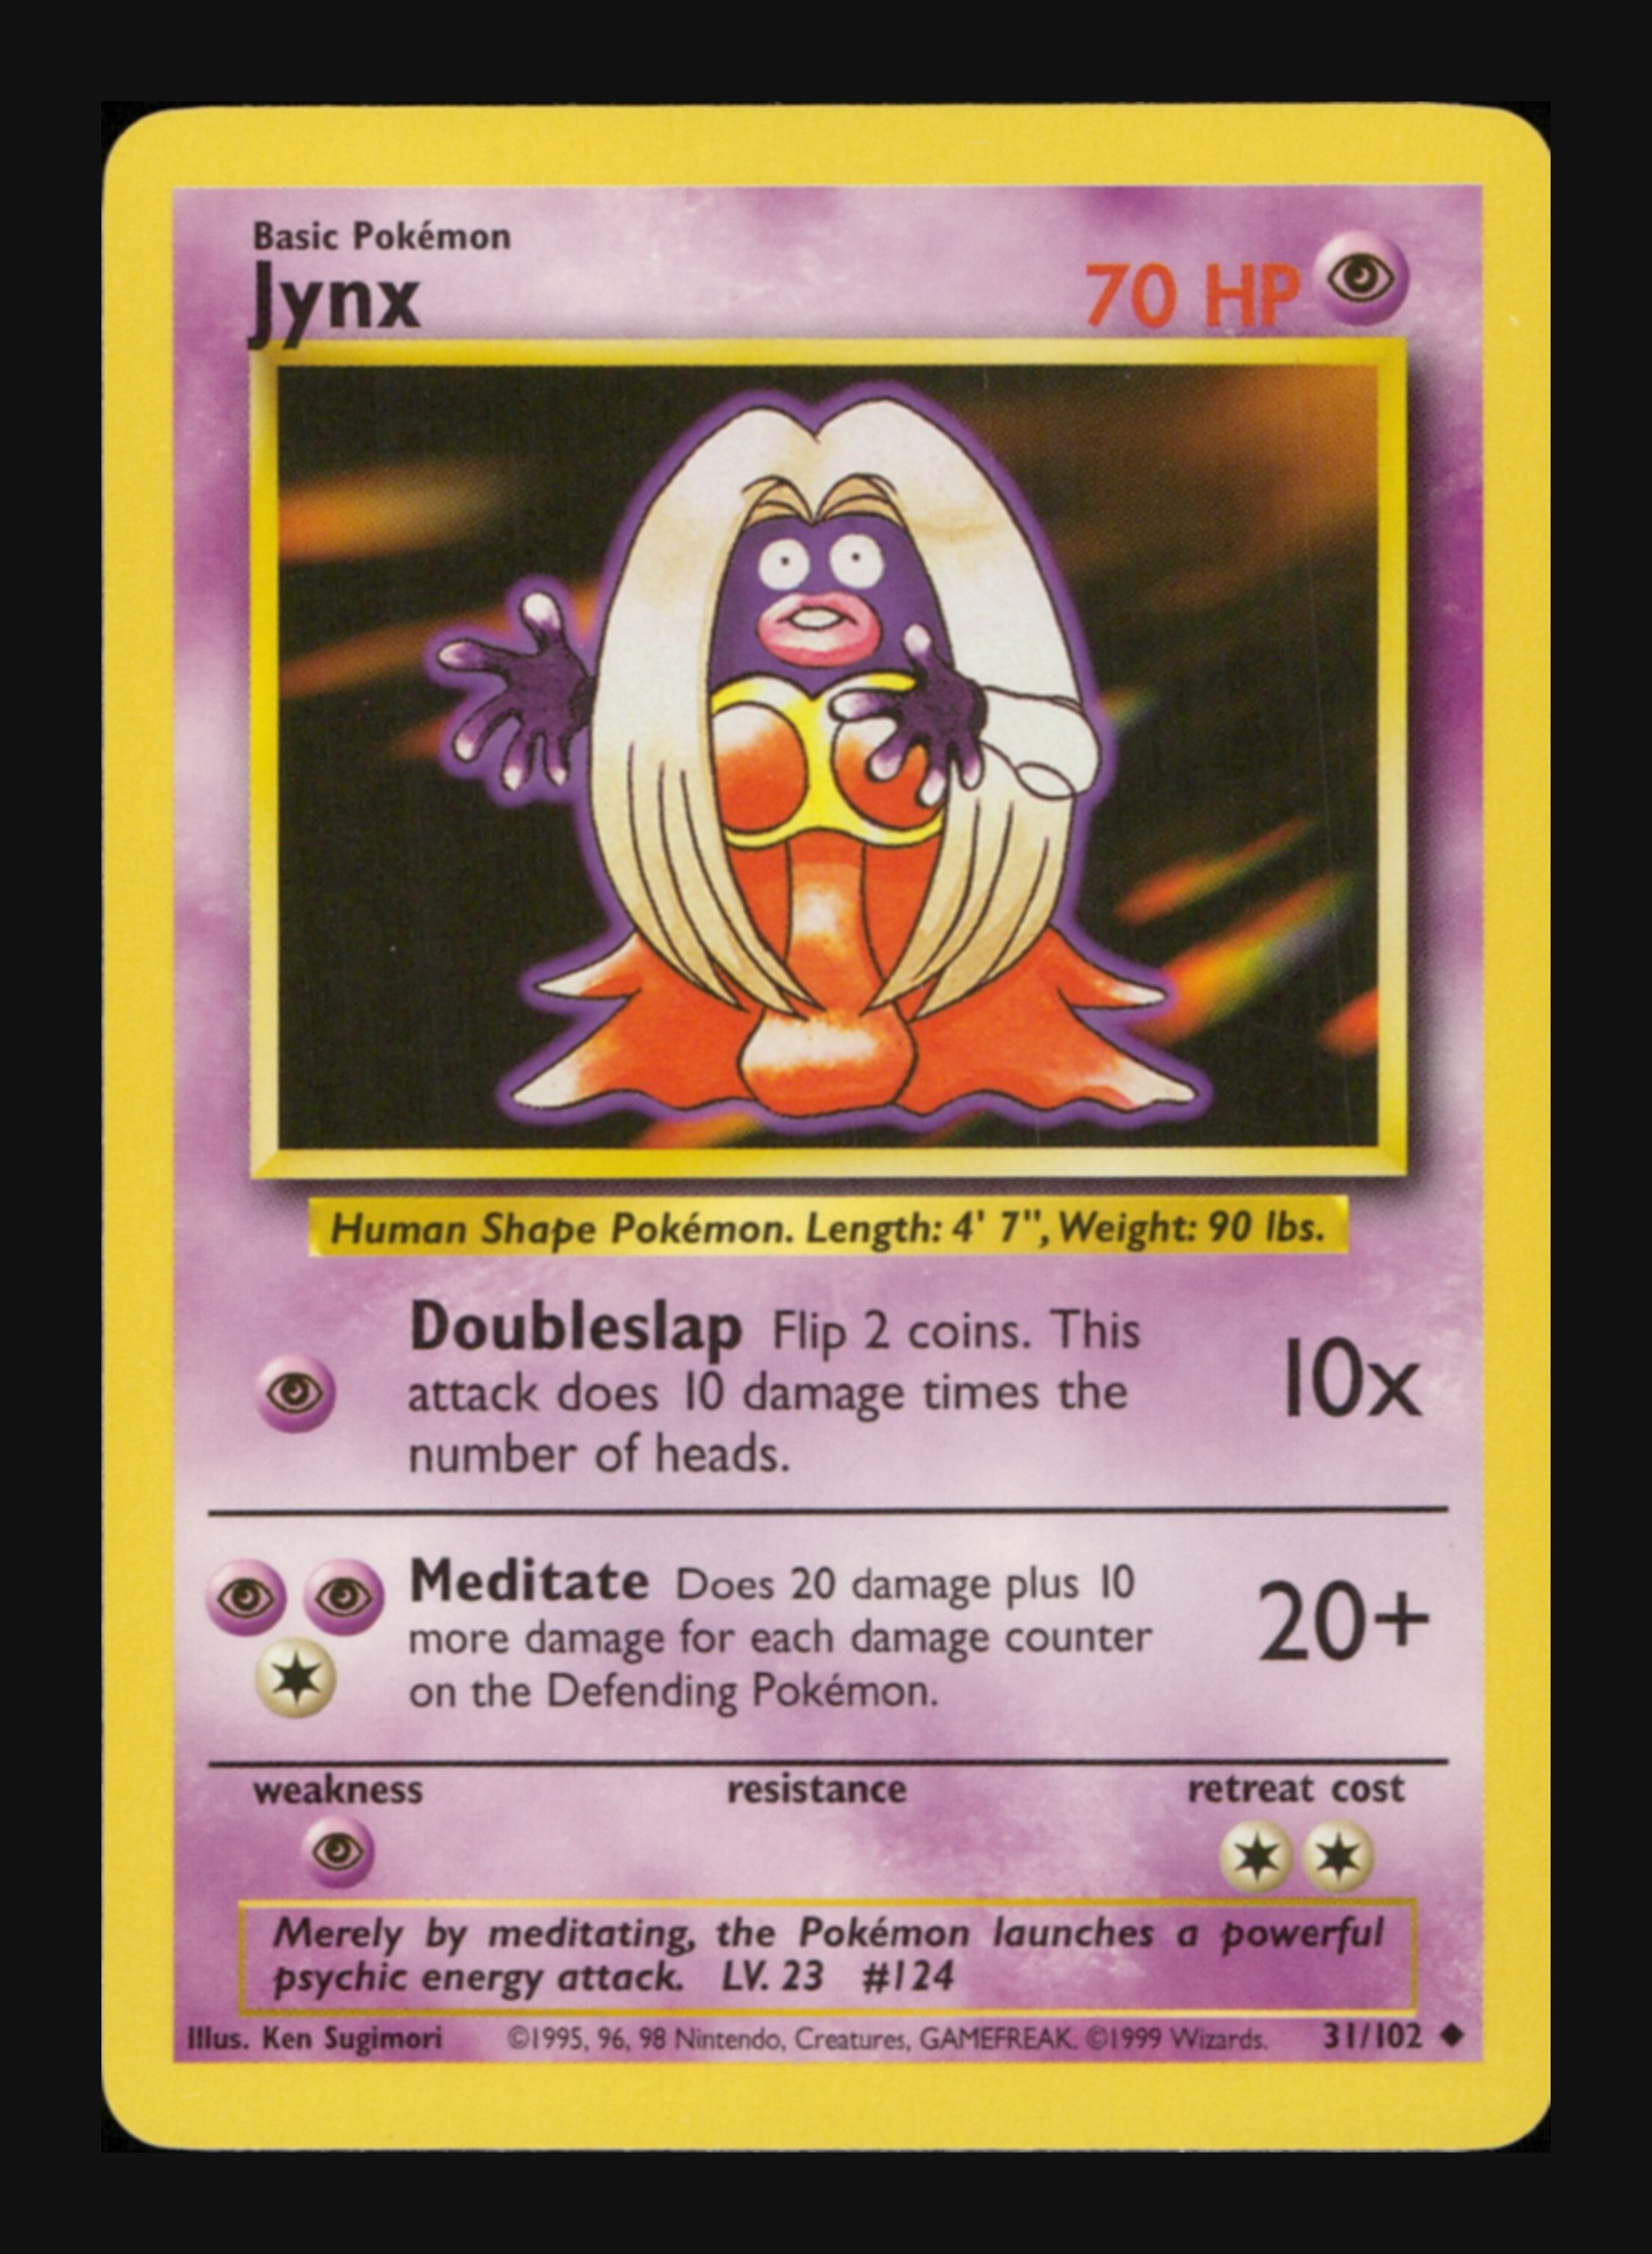 Basic Pokémon
Jynx
70 HP
Human Shape Pokémon. Length: 4' 7", Weight: 90 lbs.
Doubleslap Flip 2 coins. This
attack does 10 damage times the
number of heads.
10x
Meditate Does 20 damage plus 10
more damage for each damage counter
on the Defending Pokémon.
20+
weakness resistance retreat cost
Merely by meditating, the Pokémon launches a powerful
psychic energy attack. LV. 23 #124
Illus. Ken Sugimori ©1995, 96, 98 Nintendo, Creatures, GAMEFREAK. ©1999 Wizards. 31/102